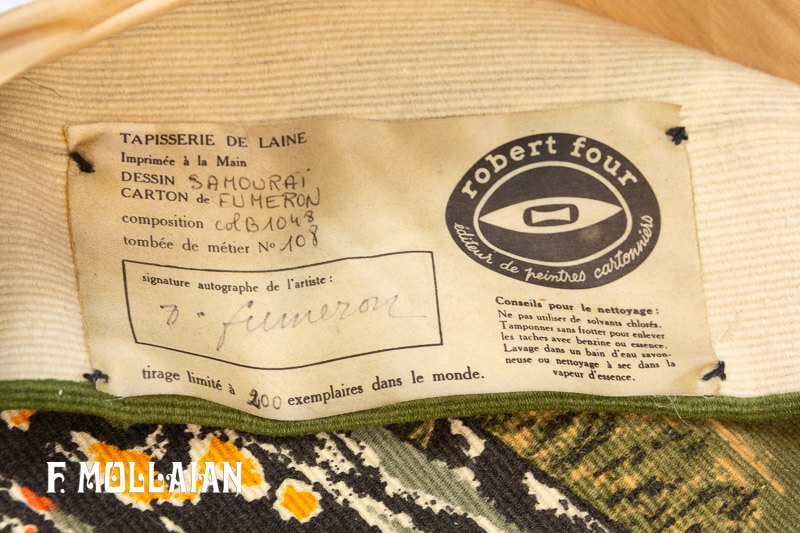 TAPISSERIE DE LAINE
Imprimée à la Main
DESSIN SAMOURAÏ
CARTON de FUMERON
composition col B1048
tombée de métier No 108
signature autographe de l'artiste :
D. fumeron
tirage limité à 200 exemplaires dans le monde.
robert four
éditeur de peintres cartonniers
Conseils pour le nettoyage :
Ne pas utiliser de solvants chlorés.
Tamponner sans frotter pour enlever
les taches avec benzine ou essence.
Lavage dans un bain d'eau savon-
neuse ou nettoyage à sec dans la
vapeur d'essence.
F. MOLLAIAN